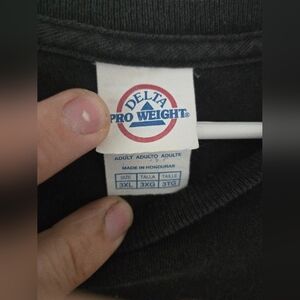 DELTA
PRO WEIGHT®
ADULT ADULTO ADULTE
MADE IN HONDURAS
SIZE TALLA TAILLE
3XL 3XG 3TG